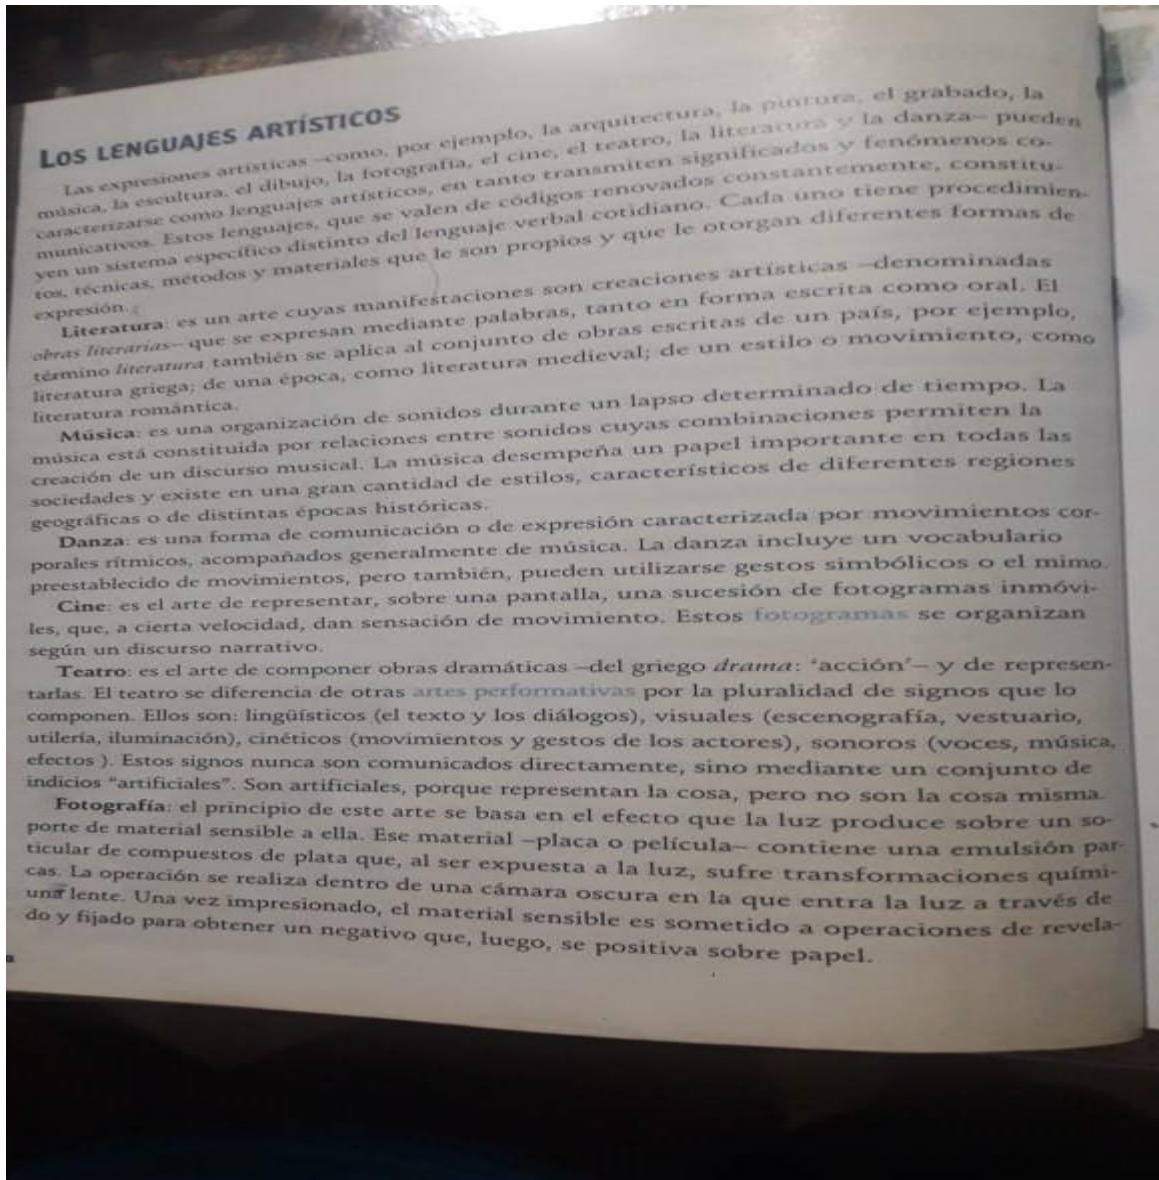 LOS LENGUAJES ARTÍSTICOS
Las expresiones artísticas –como, por ejemplo, la arquitectura, la pintura, el grabado, la
música, la escultura, el dibujo, la fotografía, el cine, el teatro, la literatura y la danza– pueden
caracterizarse como lenguajes artísticos, en tanto transmiten significados y fenómenos co-
municativos. Estos lenguajes, que se valen de códigos renovados constantemente, constitu-
yen un sistema específico distinto del lenguaje verbal cotidiano. Cada uno tiene procedimien-
tos, técnicas, métodos y materiales que le son propios y que le otorgan diferentes formas de
expresión.
Literatura: es un arte cuyas manifestaciones son creaciones artísticas –denominadas
obras literarias– que se expresan mediante palabras, tanto en forma escrita como oral. El
término literatura también se aplica al conjunto de obras escritas de un país, por ejemplo,
literatura griega; de una época, como literatura medieval; de un estilo o movimiento, como
literatura romántica.
Música: es una organización de sonidos durante un lapso determinado de tiempo. La
música está constituida por relaciones entre sonidos cuyas combinaciones permiten la
creación de un discurso musical. La música desempeña un papel importante en todas las
sociedades y existe en una gran cantidad de estilos, característicos de diferentes regiones
geográficas o de distintas épocas históricas.
Danza: es una forma de comunicación o de expresión caracterizada por movimientos cor-
porales rítmicos, acompañados generalmente de música. La danza incluye un vocabulario
preestablecido de movimientos, pero también, pueden utilizarse gestos simbólicos o el mimo.
Cine: es el arte de representar, sobre una pantalla, una sucesión de fotogramas inmóvi-
les, que, a cierta velocidad, dan sensación de movimiento. Estos fotogramas se organizan
según un discurso narrativo.
Teatro: es el arte de componer obras dramáticas –del griego drama: ‘acción’– y de represen-
tarlas. El teatro se diferencia de otras artes performativas por la pluralidad de signos que lo
componen. Ellos son: lingüísticos (el texto y los diálogos), visuales (escenografía, vestuario,
utilería, iluminación), cinéticos (movimientos y gestos de los actores), sonoros (voces, música,
efectos ). Estos signos nunca son comunicados directamente, sino mediante un conjunto de
indicios “artificiales”. Son artificiales, porque representan la cosa, pero no son la cosa misma.
Fotografía: el principio de este arte se basa en el efecto que la luz produce sobre un so-
porte de material sensible a ella. Ese material –placa o película– contiene una emulsión par-
ticular de compuestos de plata que, al ser expuesta a la luz, sufre transformaciones quími-
cas. La operación se realiza dentro de una cámara oscura en la que entra la luz a través de
una lente. Una vez impresionado, el material sensible es sometido a operaciones de revela-
do y fijado para obtener un negativo que, luego, se positiva sobre papel.